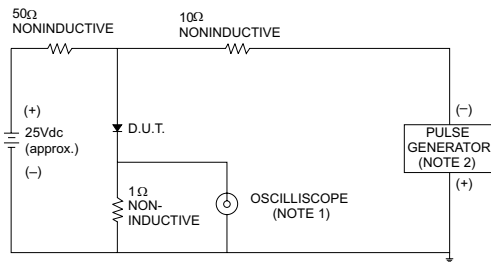 50Ω
NONINDUCTIVE
10Ω
NONINDUCTIVE
(+)
25Vdc
(approx.)
(–)
D.U.T.
1Ω
NON-
INDUCTIVE
OSCILLISCOPE
(NOTE 1)
(–)
PULSE
GENERATOR
(NOTE 2)
(+)